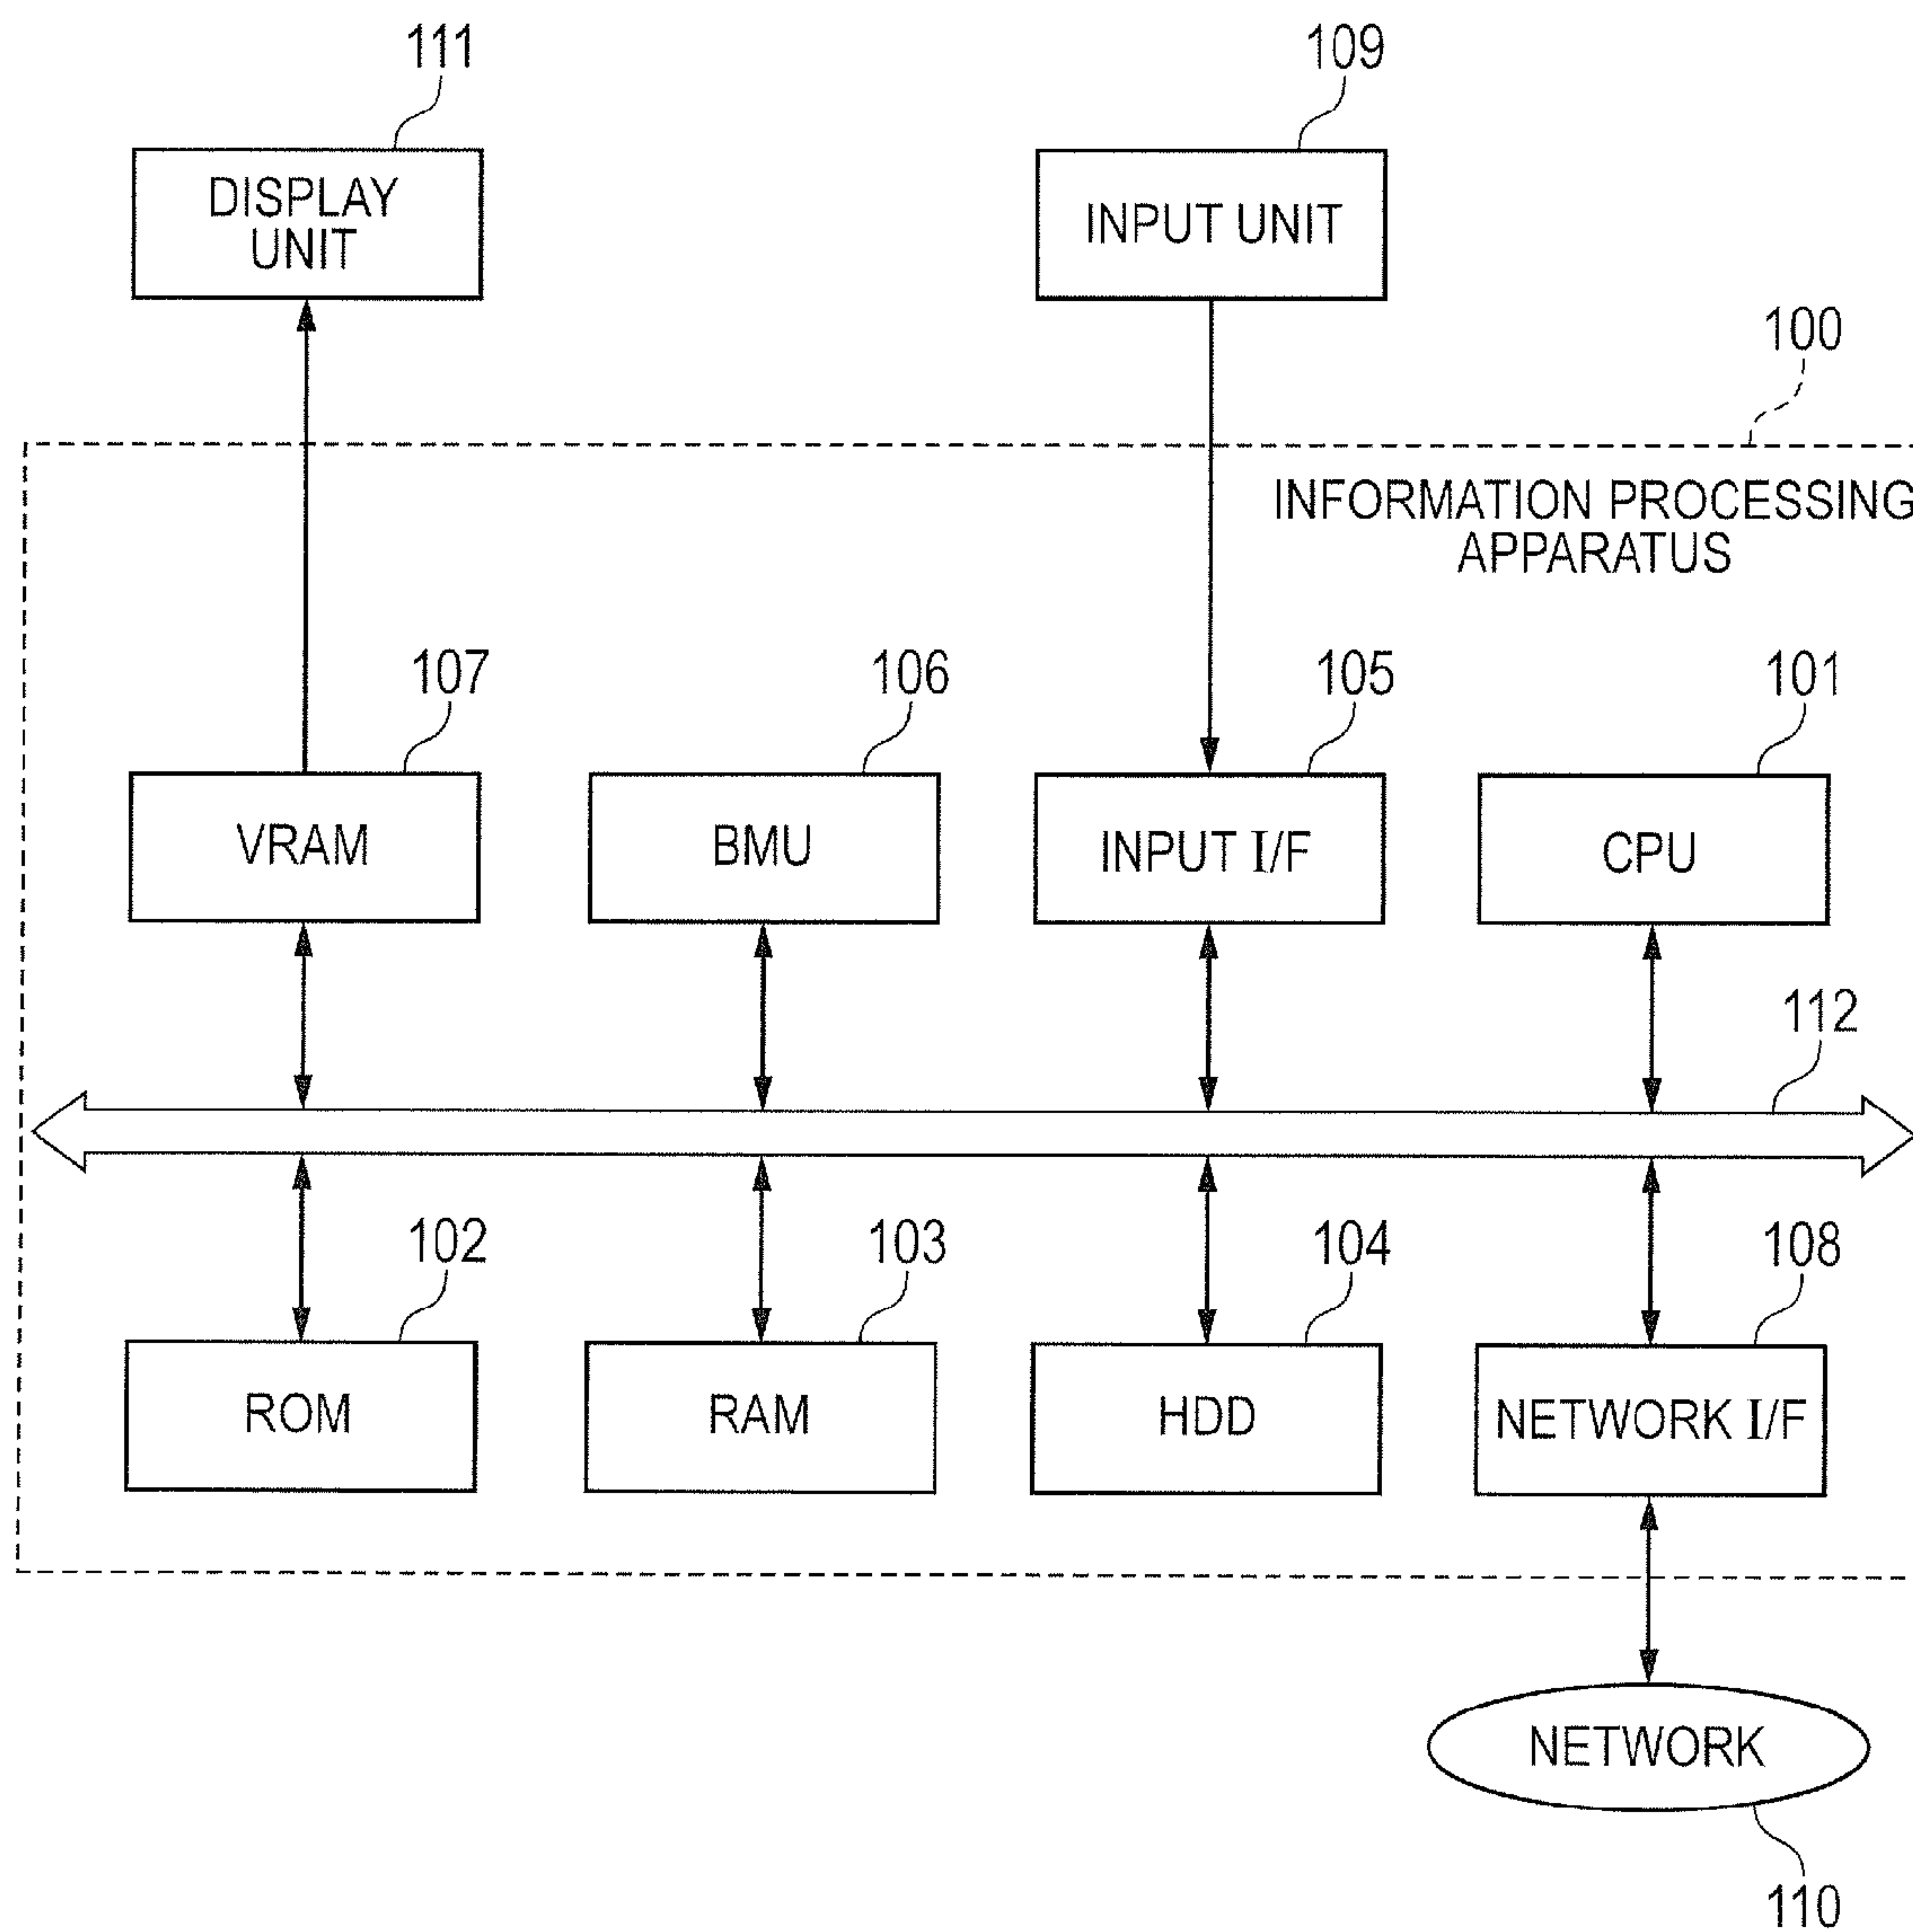 111
109
DISPLAY
UNIT
INPUT UNIT
100
INFORMATION PROCESSING
APPARATUS
107
106
105
101
VRAM
BMU
INPUT I/F
CPU
112
102
103
104
108
ROM
RAM
HDD
NETWORK I/F
NETWORK
110